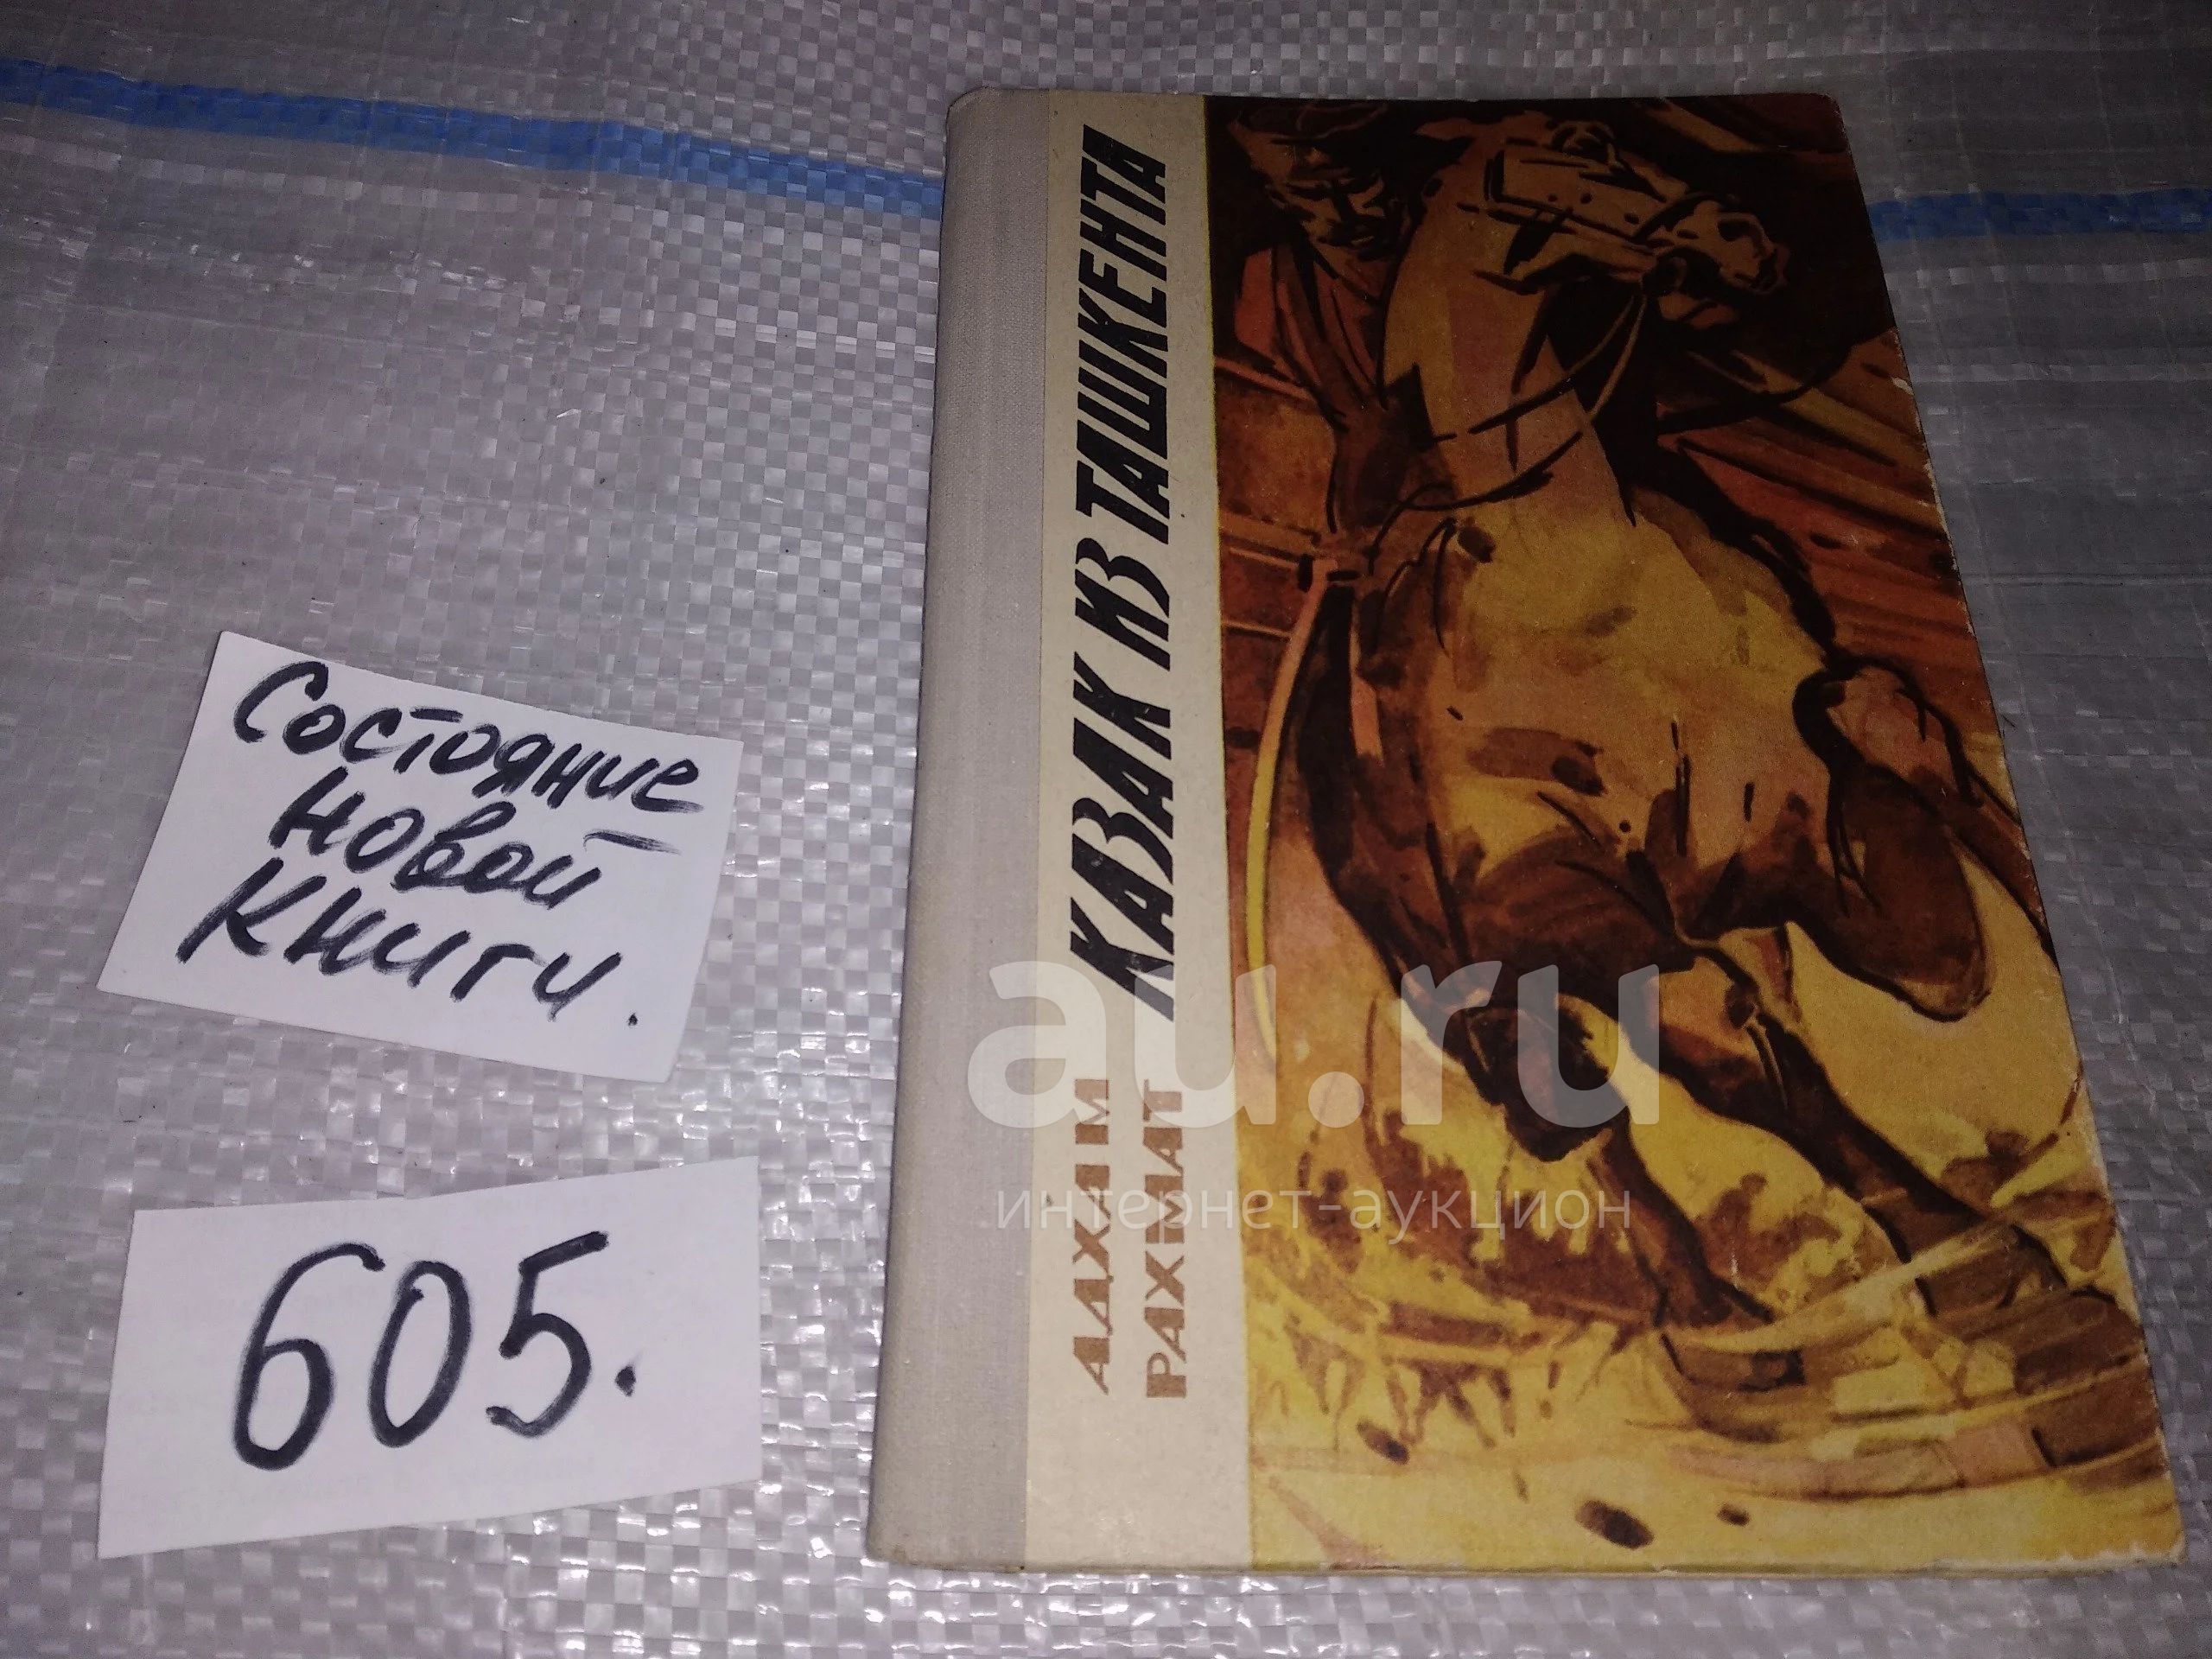 Состояние
новой
книги.
605.
КАЗАК ИЗ ТАШКЕНТА
АДХАМ
РАХМАТ
au.ru
интернет-аукцион